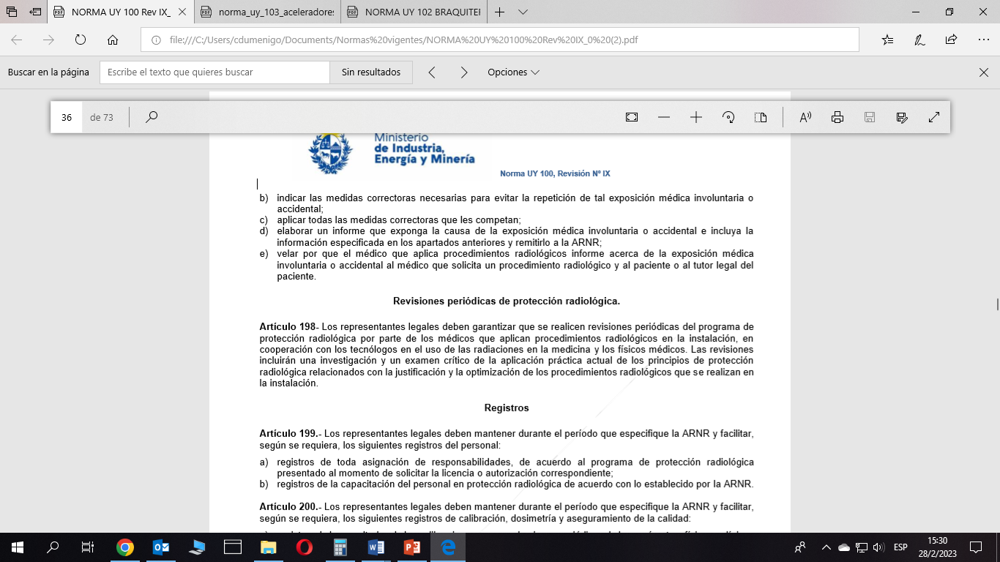 NORMA UY 100 Rev IX_
norma_uy_103_aceleradores
NORMA UY 102 BRAQUITEI
file:///C:/Users/cdumenigo/Documents/Normas%20vigentes/NORMA%20UY%20100%20Rev%20IX_0%20(2).pdf
Buscar en la página
Escribe el texto que quieres buscar
Sin resultados
Opciones
36 de 73
Ministerio
de Industria,
Energía y Minería
Norma UY 100, Revisión Nº IX
b) indicar las medidas correctoras necesarias para evitar la repetición de tal exposición médica involuntaria o
accidental;
c) aplicar todas las medidas correctoras que les competan;
d) elaborar un informe que exponga la causa de la exposición médica involuntaria o accidental e incluya la
información especificada en los apartados anteriores y remitirlo a la ARNR;
e) velar por que el médico que aplica procedimientos radiológicos informe acerca de la exposición médica
involuntaria o accidental al médico que solicita un procedimiento radiológico y al paciente o al tutor legal del
paciente.
Revisiones periódicas de protección radiológica.
Artículo 198- Los representantes legales deben garantizar que se realicen revisiones periódicas del programa de
protección radiológica por parte de los médicos que aplican procedimientos radiológicos en la instalación, en
cooperación con los tecnólogos en el uso de las radiaciones en la medicina y los físicos médicos. Las revisiones
incluirán una investigación y un examen crítico de la aplicación práctica actual de los principios de protección
radiológica relacionados con la justificación y la optimización de los procedimientos radiológicos que se realizan en
la instalación.
Registros
Artículo 199.- Los representantes legales deben mantener durante el período que especifique la ARNR y facilitar,
según se requiera, los siguientes registros del personal:
a) registros de toda asignación de responsabilidades, de acuerdo al programa de protección radiológica
presentado al momento de solicitar la licencia o autorización correspondiente;
b) registros de la capacitación del personal en protección radiológica de acuerdo con lo establecido por la ARNR.
Artículo 200.- Los representantes legales deben mantener durante el período que especifique la ARNR y facilitar,
según se requiera, los siguientes registros de calibración, dosimetría y aseguramiento de la calidad:
ESP
15:30
28/2/2023